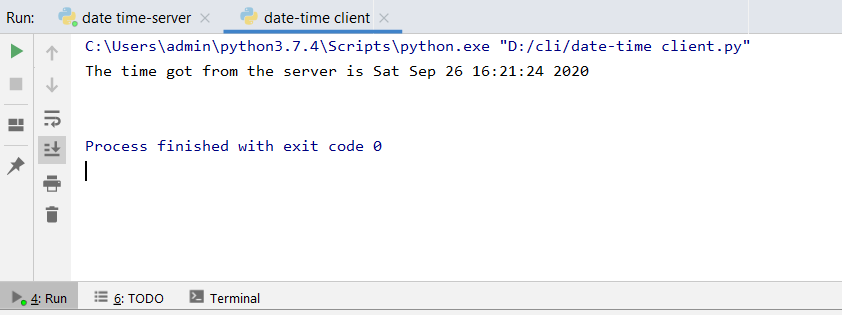 Run: date time-server date-time client
C:\Users\admin\python3.7.4\Scripts\python.exe "D:/cli/date-time client.py"
The time got from the server is Sat Sep 26 16:21:24 2020
Process finished with exit code 0
4: Run 6: TODO Terminal